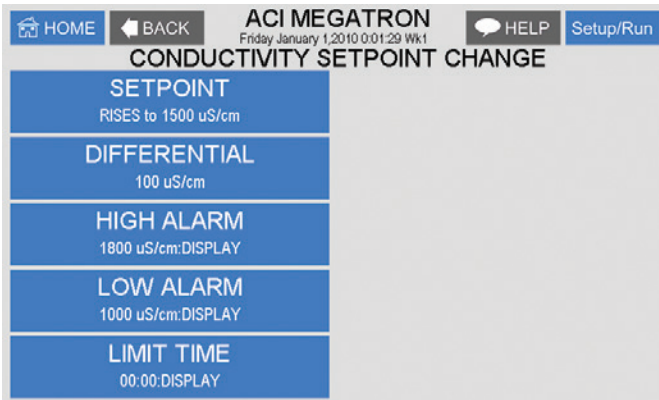 HOME
BACK
ACI MEGATRON
Friday January 1,2010 0:01:29 Wk1
HELP
Setup/Run
CONDUCTIVITY SETPOINT CHANGE
SETPOINT
RISES to 1500 uS/cm
DIFFERENTIAL
100 uS/cm
HIGH ALARM
1800 uS/cm:DISPLAY
LOW ALARM
1000 uS/cm:DISPLAY
LIMIT TIME
00:00:DISPLAY